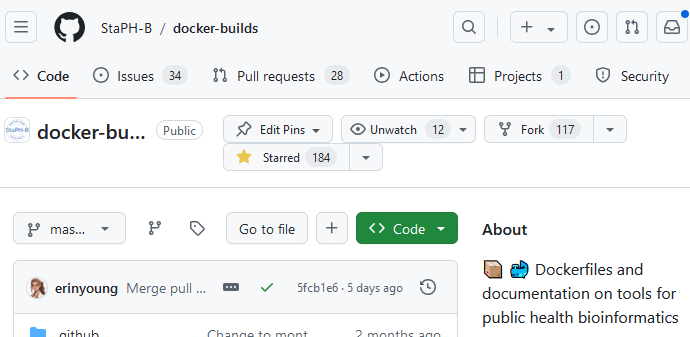 StaPH-B / docker-builds
Code Issues 34 Pull requests 28 Actions Projects 1 Security
StaPH-B docker-bu... Public Edit Pins Unwatch 12 Fork 117
Starred 184
mas... Go to file Code
About
Dockerfiles and
documentation on tools for
public health bioinformatics
erinyoung Merge pull ... 5fcb1e6 · 5 days ago
.github Change to mont... 2 months ago